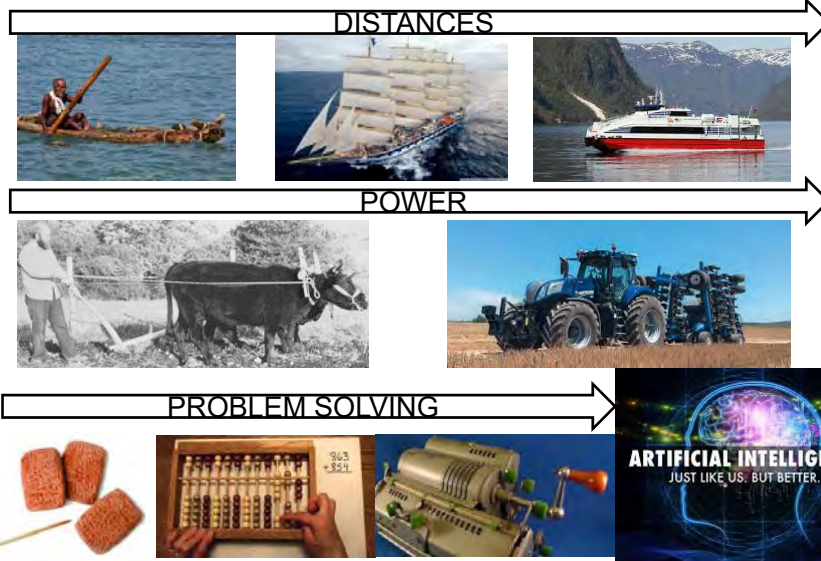 DISTANCES
POWER
PROBLEM SOLVING
863
+854
ARTIFICIAL INTELLIG
JUST LIKE US. BUT BETTER.